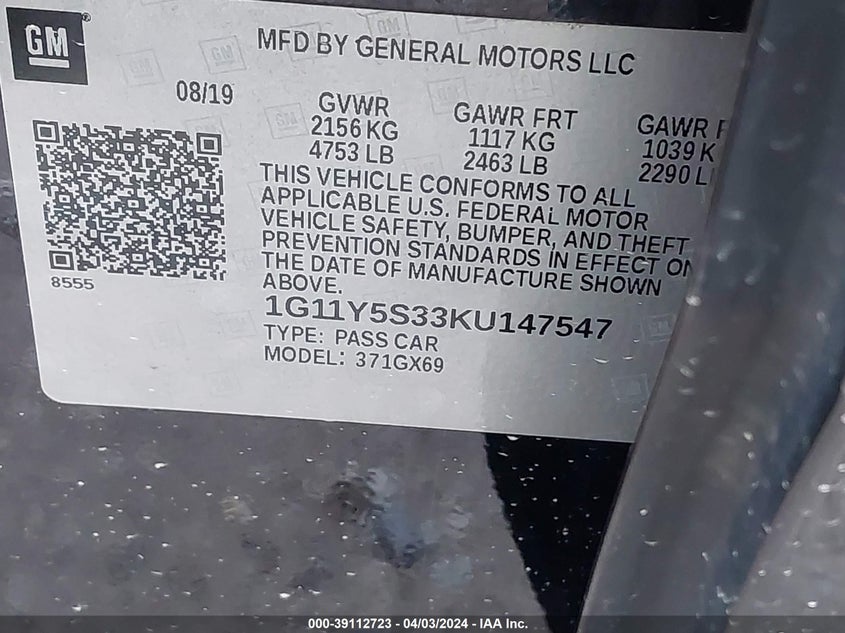 GM
MFD BY GENERAL MOTORS LLC
08/19
GVWR
2156 KG
4753 LB
GAWR FRT
1117 KG
2463 LB
GAWR
1039 K
2290 L
THIS VEHICLE CONFORMS TO ALL
APPLICABLE U.S. FEDERAL MOTOR
VEHICLE SAFETY, BUMPER, AND THEFT
PREVENTION STANDARDS IN EFFECT ON
THE DATE OF MANUFACTURE SHOWN
ABOVE.
8555
1G11Y5S33KU147547
TYPE: PASS CAR
MODEL: 371GX69
000-39112723 | 04/03/2024 - IAA Inc.